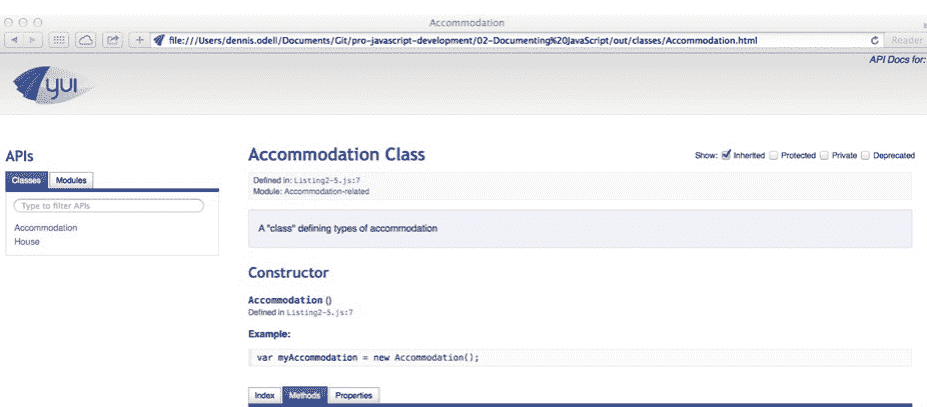 Accommodation
file:///Users/dennis.odell/Documents/Git/pro-javascript-development/02-Documenting%20JavaScript/out/classes/Accommodation.html
Reader
API Docs for:
yui
APIs
Classes Modules
Type to filter APIs
Accommodation
House
Accommodation Class
Show: Inherited Protected Private Deprecated
Defined in: Listing2-5.js:7
Module: Accommodation-related
A "class" defining types of accommodation
Constructor
Accommodation ()
Defined in Listing2-5.js:7
Example:
var myAccommodation = new Accommodation();
Index Methods Properties